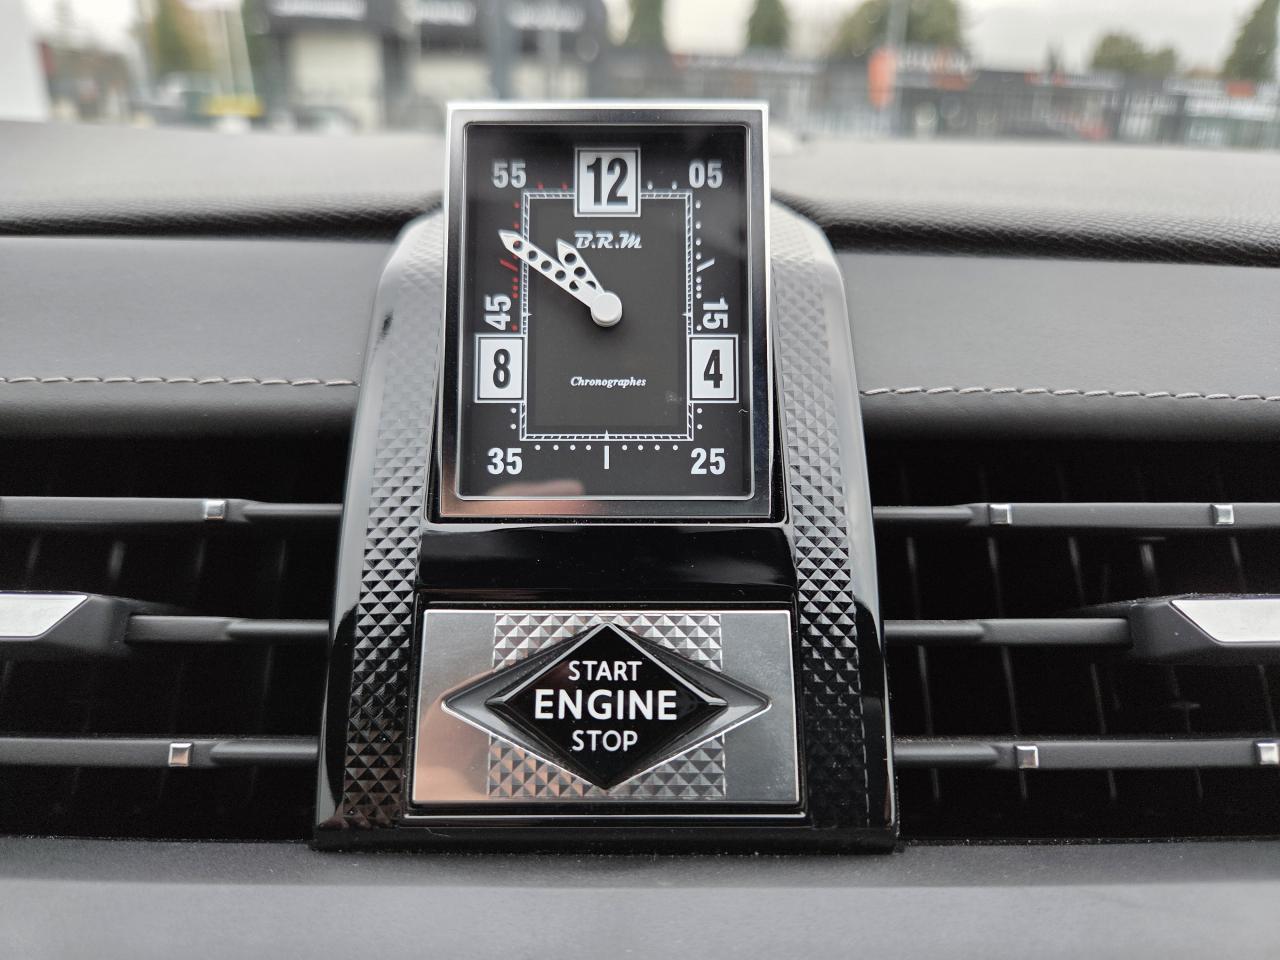 55 12 05
B.R.M
45 15
8 4
Chronographes
35 25
START
ENGINE
STOP